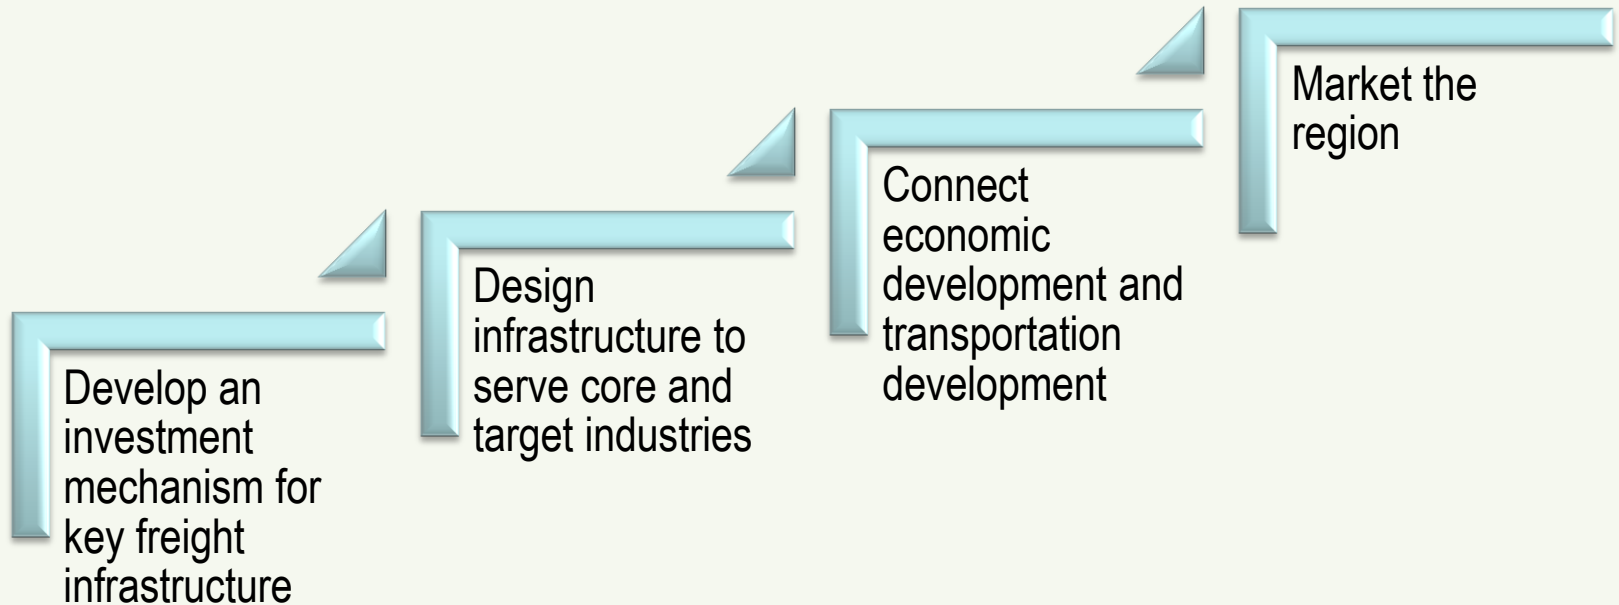 Develop an
investment
mechanism for
key freight
infrastructure
Design
infrastructure to
serve core and
target industries
Connect
economic
development and
transportation
development
Market the
region